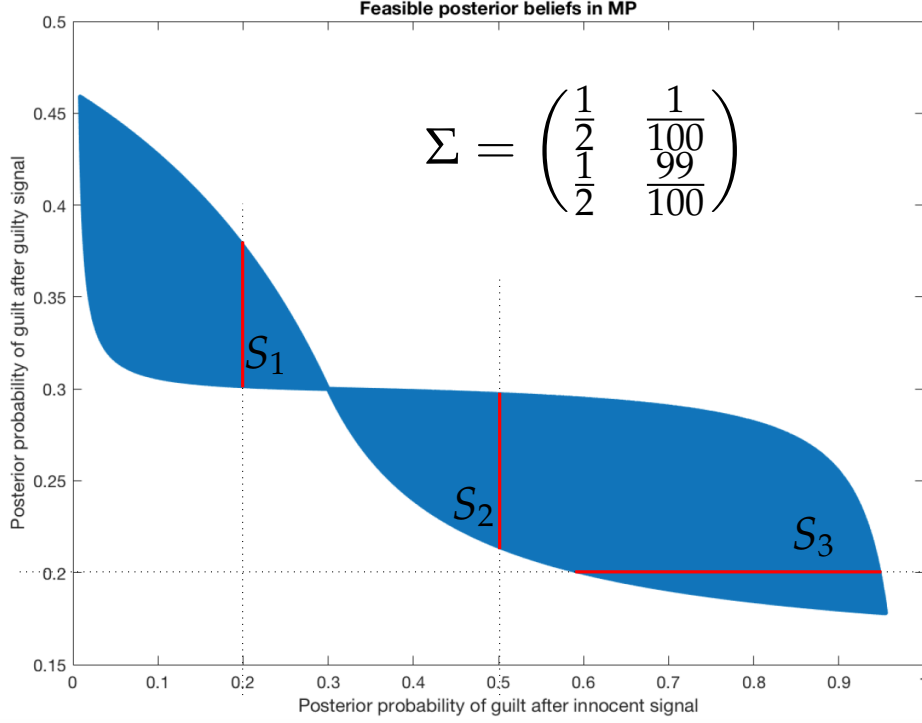 Feasible posterior beliefs in MP
0.5
0.45
0.4
0.35
0.3
0.25
0.2
0.15
Posterior probability of guilt after guilty signal
Σ = (1/2 1/100
1/2 99/100)
S₁
S₂
S₃
0 0.1 0.2 0.3 0.4 0.5 0.6 0.7 0.8 0.9
Posterior probability of guilt after innocent signal